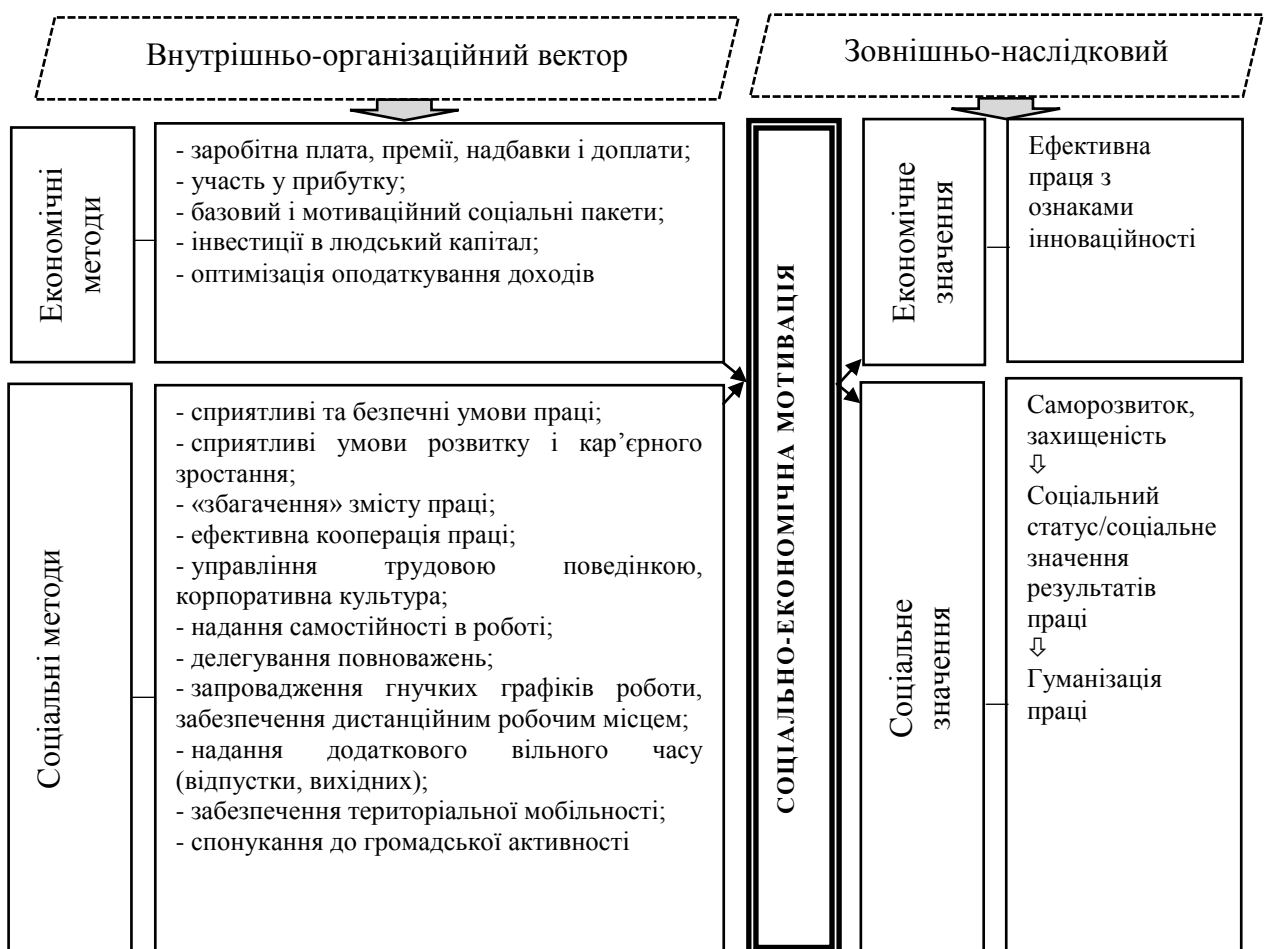 Внутрішньо-організаційний вектор
Зовнішньо-наслідковий
Економічні
методи
- заробітна плата, премії, надбавки і доплати;
- участь у прибутку;
- базовий і мотиваційний соціальні пакети;
- інвестиції в людський капітал;
- оптимізація оподаткування доходів
Соціальні методи
- сприятливі та безпечні умови праці;
- сприятливі умови розвитку і кар’єрного
зростання;
- «збагачення» змісту праці;
- ефективна кооперація праці;
- управління трудовою поведінкою,
корпоративна культура;
- надання самостійності в роботі;
- делегування повноважень;
- запровадження гнучких графіків роботи,
забезпечення дистанційним робочим місцем;
- надання додаткового вільного часу
(відпустки, вихідних);
- забезпечення територіальної мобільності;
- спонукання до громадської активності
СОЦІАЛЬНО-ЕКОНОМІЧНА МОТИВАЦІЯ
Економічне
значення
Ефективна
праця з
ознаками
інноваційності
Соціальне
значення
Саморозвиток,
захищеність
⇩
Соціальний
статус/соціальне
значення
результатів
праці
⇩
Гуманізація
праці